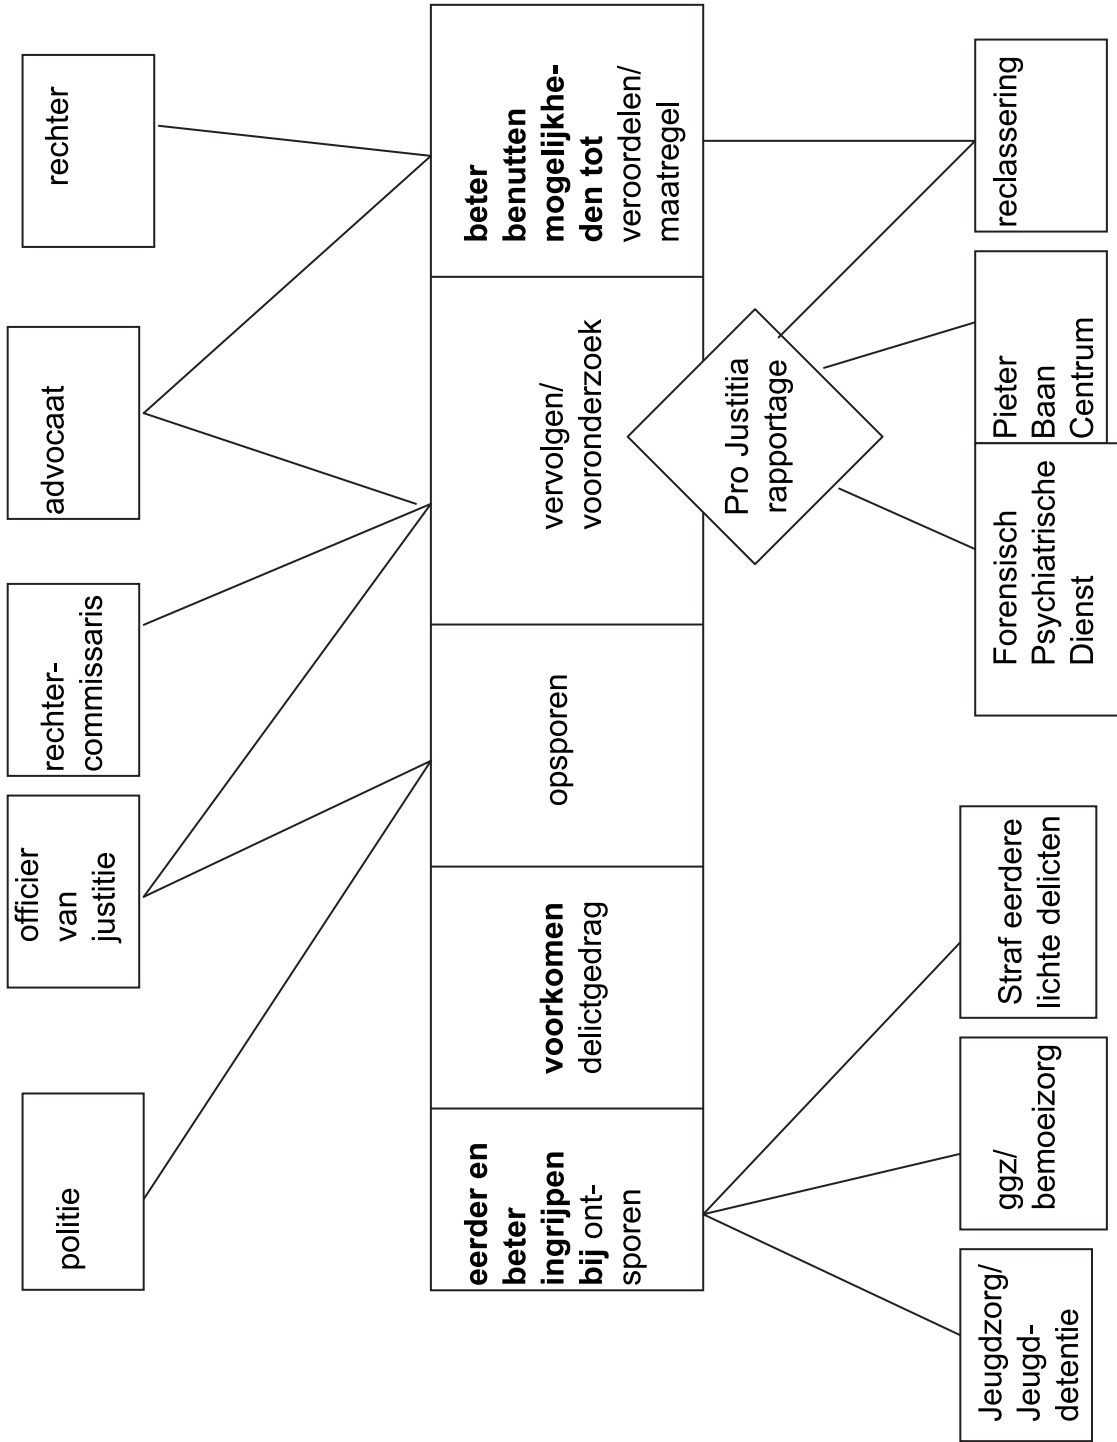 politie
officier
van
justitie
rechter-
commissaris
advocaat
rechter
eerder en
beter
ingrijpen
bij ont-
sporen
voorkomen
delictgedrag
opsporen
vervolgen/
vooronderzoek
beter
benutten
mogelijkhe-
den tot
veroordelen/
maatregel
Pro Justitia
rapportage
Jeugdzorg/
Jeugd-
detentie
ggz/
bemoeizorg
Straf eerdere
lichte delicten
Forensisch
Psychiatrische
Dienst
Pieter
Baan
Centrum
reclassering